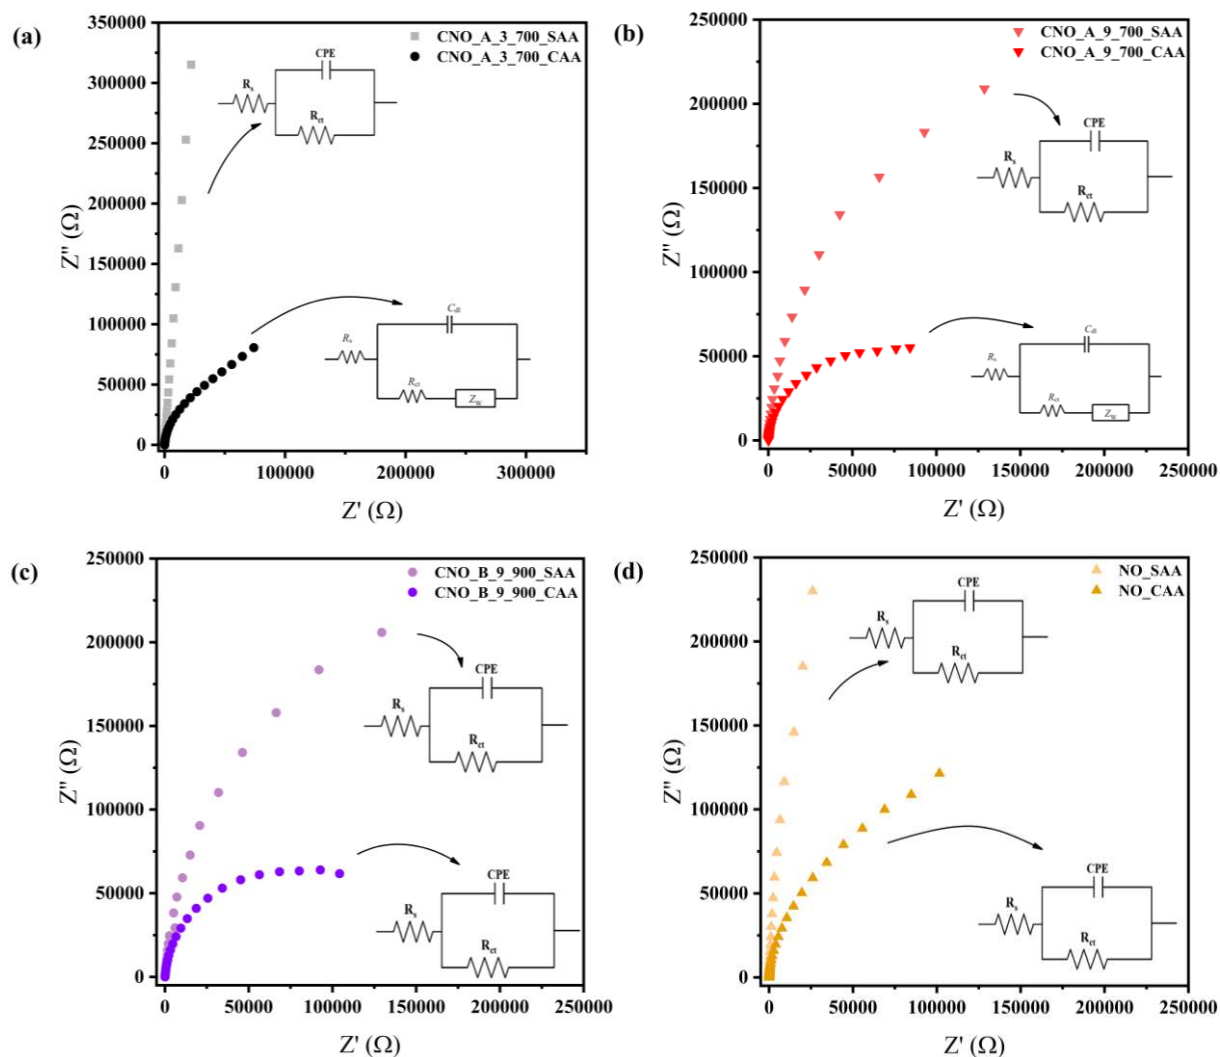 (a)
350000
300000
250000
200000
150000
100000
50000
0
Z'' (Ω)
CNO_A_3_700_SAA
CNO_A_3_700_CAA
CPE
Rs
Rct
Cdl
Rs
Rct
Zw
0
100000
200000
300000
Z' (Ω)
(b)
250000
200000
150000
100000
50000
0
Z'' (Ω)
CNO_A_9_700_SAA
CNO_A_9_700_CAA
CPE
Rs
Rct
Cdl
Rs
Rct
Zw
0
50000
100000
150000
200000
250000
Z' (Ω)
(c)
250000
200000
150000
100000
50000
0
Z'' (Ω)
CNO_B_9_900_SAA
CNO_B_9_900_CAA
CPE
Rs
Rct
CPE
Rs
Rct
0
50000
100000
150000
200000
250000
Z' (Ω)
(d)
250000
200000
150000
100000
50000
0
Z'' (Ω)
NO_SAA
NO_CAA
CPE
Rs
Rct
CPE
Rs
Rct
0
50000
100000
150000
200000
250000
Z' (Ω)